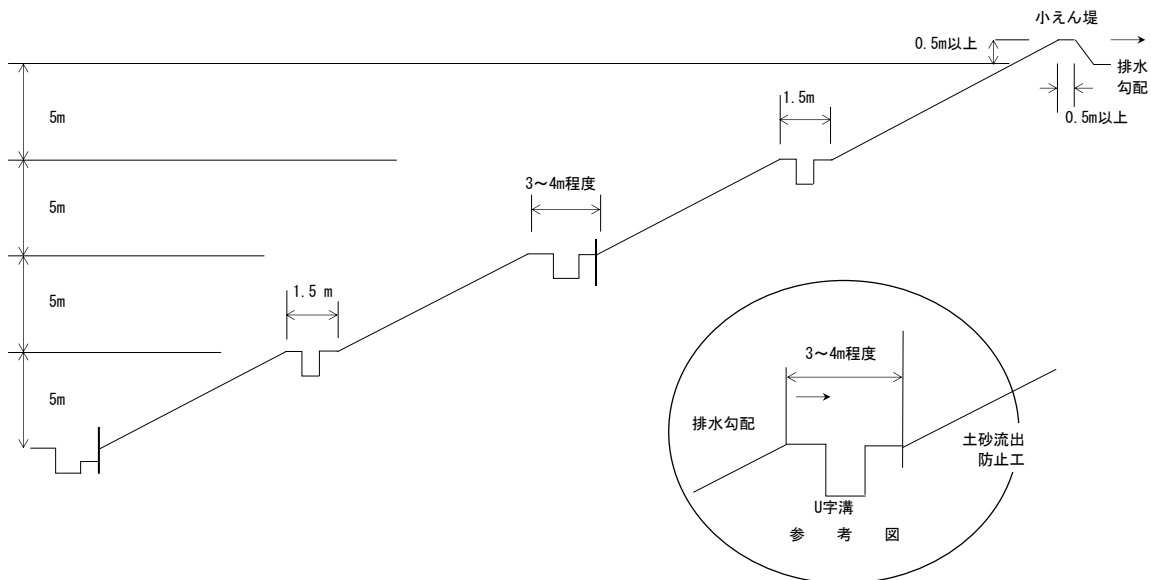 小えん堤
0.5m以上
排水
勾配
5m
1.5m
0.5m以上
3～4m程度
5m
1.5 m
5m
3～4m程度
5m
排水勾配
土砂流出
防止工
U字溝
参　考　図